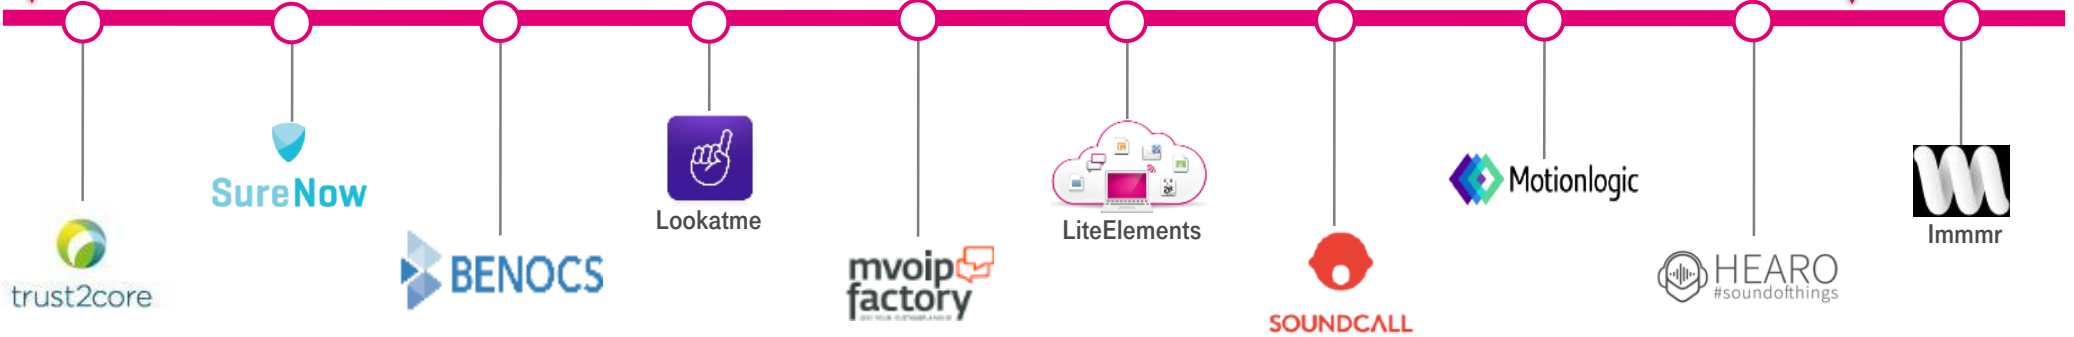 trust2core
SureNow
BENOCS
Lookatme
mvoip
factory
LiteElements
SOUNDCALL
Motionlogic
HEARO
#soundofthings
Immmr